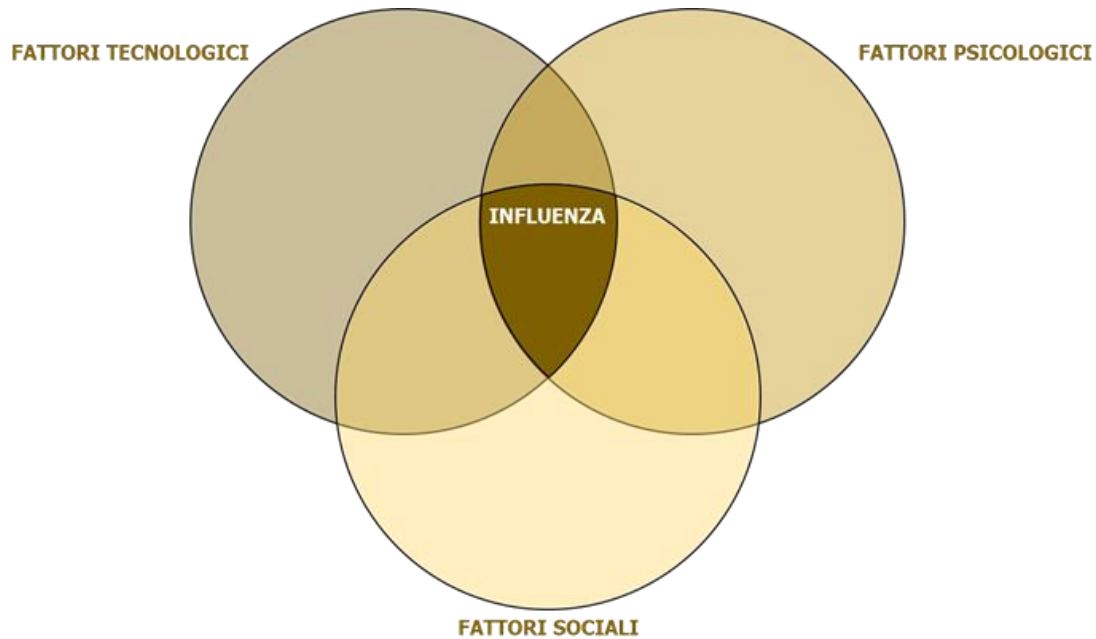 FATTORI TECNOLOGICI
FATTORI PSICOLOGICI
INFLUENZA
FATTORI SOCIALI